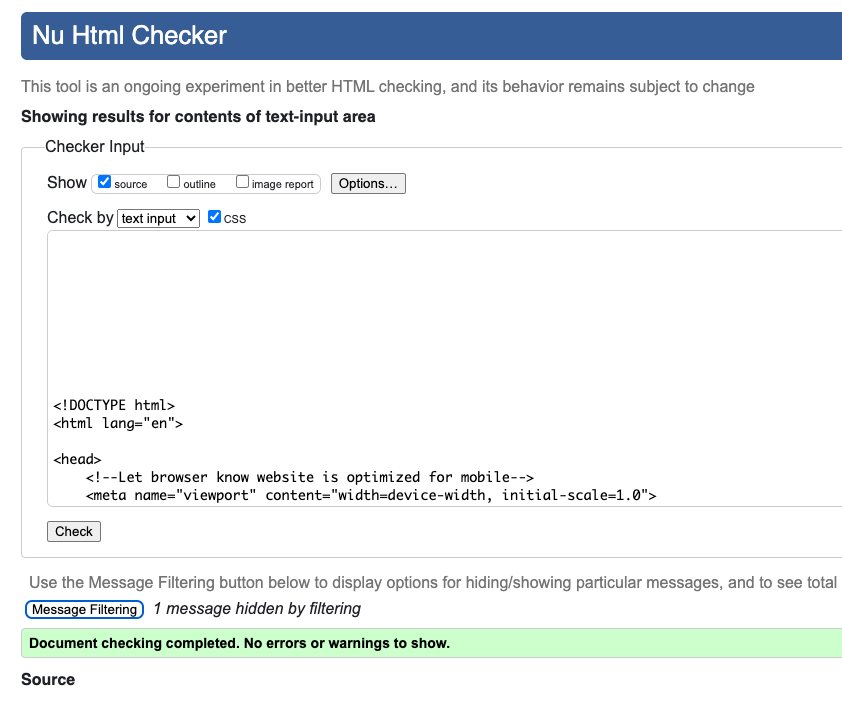 Nu Html Checker
This tool is an ongoing experiment in better HTML checking, and its behavior remains subject to change
Showing results for contents of text-input area
Checker Input
Show source outline image report Options...
Check by text input CSS
<!DOCTYPE html>
<html lang="en">
<head>
<!--Let browser know website is optimized for mobile-->
<meta name="viewport" content="width=device-width, initial-scale=1.0">
Check
Use the Message Filtering button below to display options for hiding/showing particular messages, and to see total
Message Filtering 1 message hidden by filtering
Document checking completed. No errors or warnings to show.
Source